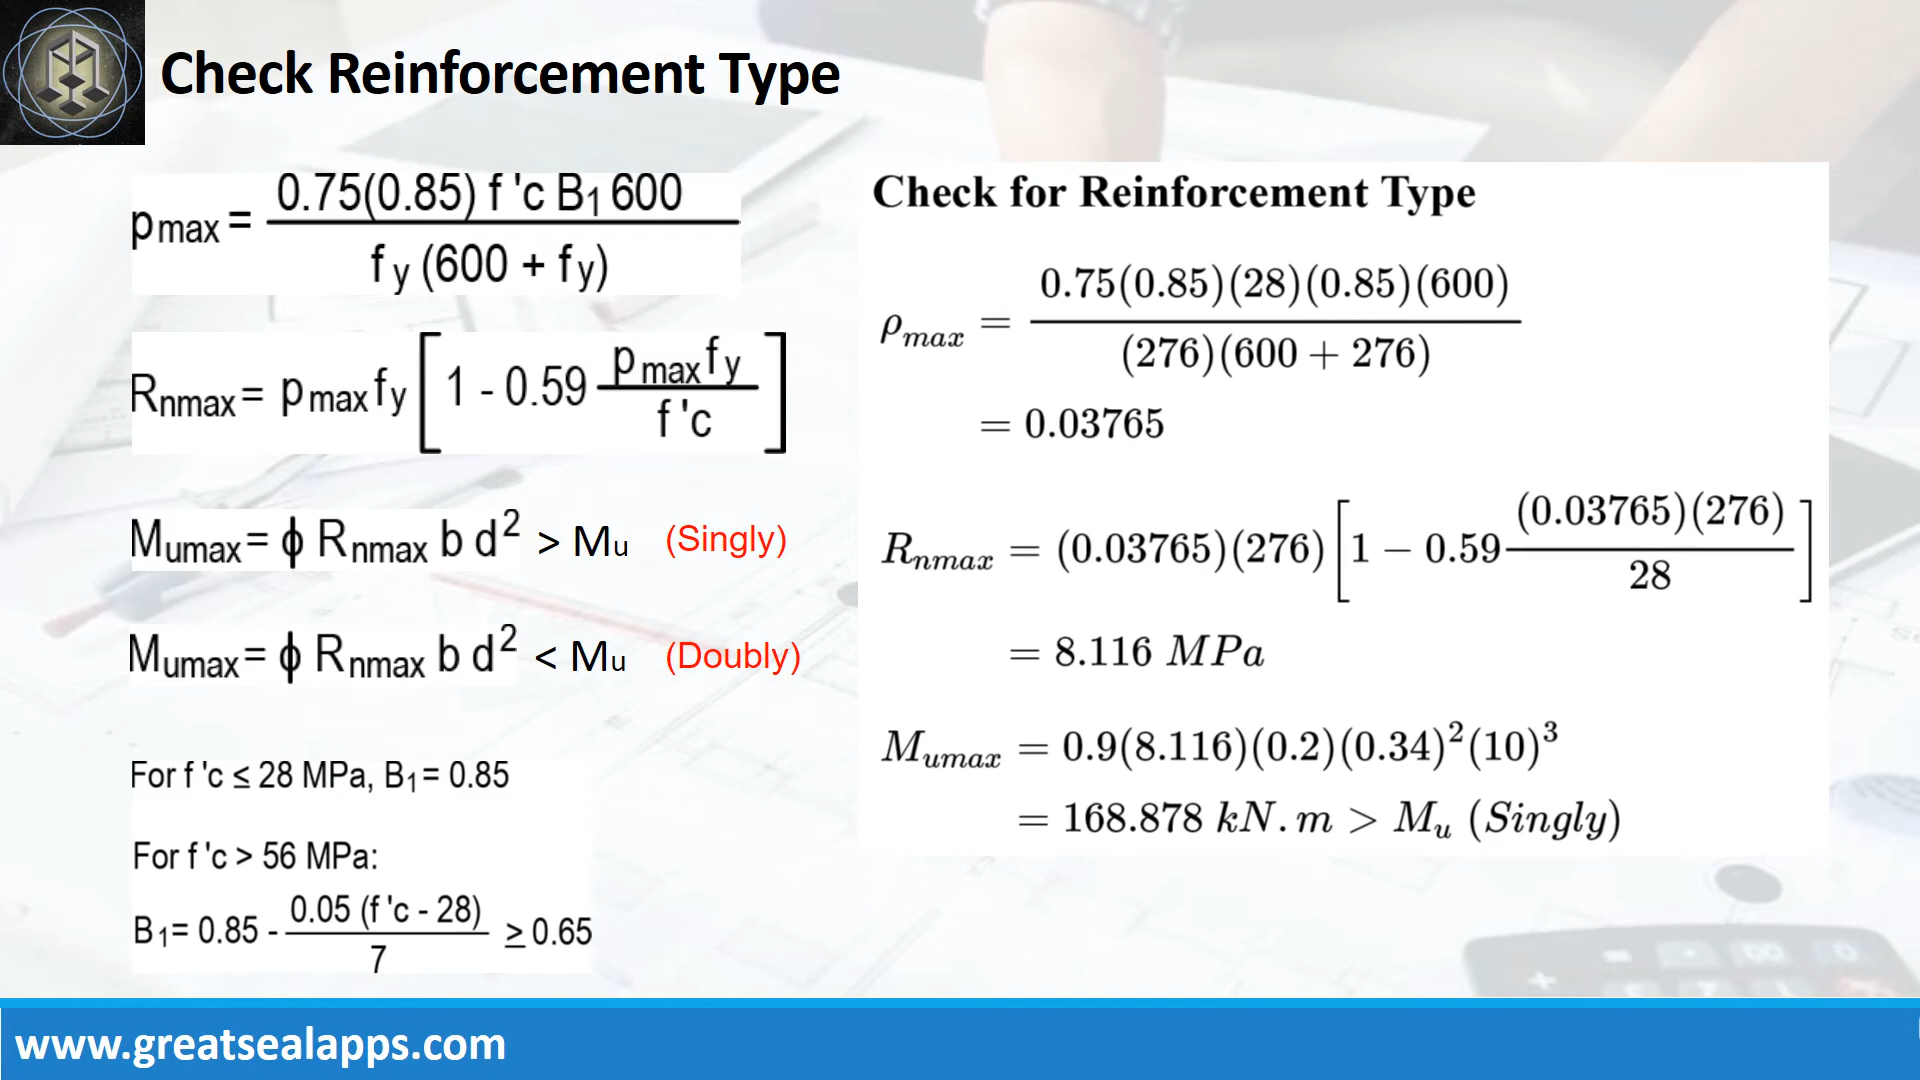 Check Reinforcement Type
pmax = 0.75(0.85) f 'c B1 600 / fy (600 + fy)
Rnmax = pmax fy [ 1 - 0.59 pmax fy / f 'c ]
Mumax = ϕ Rnmax b d² > Mu (Singly)
Mumax = ϕ Rnmax b d² < Mu (Doubly)
For f 'c ≤ 28 MPa, B1 = 0.85
For f 'c > 56 MPa:
B1 = 0.85 - 0.05 (f 'c - 28) / 7 ≥ 0.65
Check for Reinforcement Type
ρmax = 0.75(0.85)(28)(0.85)(600) / (276)(600 + 276)
= 0.03765
Rnmax = (0.03765)(276) [ 1 − 0.59 (0.03765)(276) / 28 ]
= 8.116 MPa
Mumax = 0.9(8.116)(0.2)(0.34)²(10)³
= 168.878 kN.m > Mu (Singly)
www.greatsealapps.com